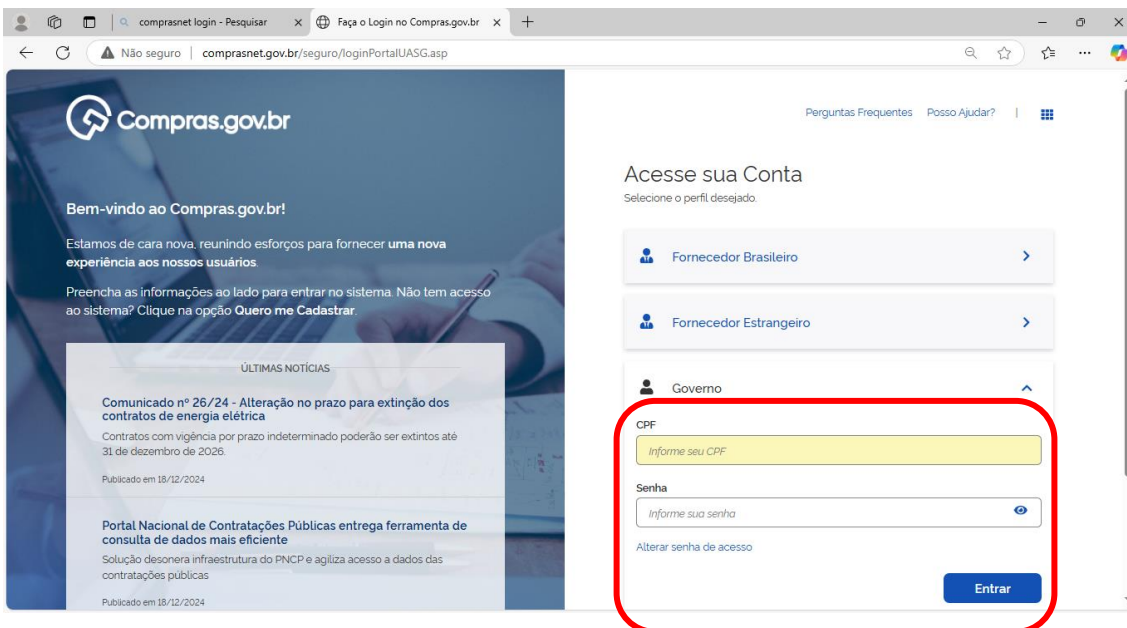 comprasnet login - Pesquisar
Faça o Login no Compras.gov.br
Não seguro
comprasnet.gov.br/seguro/loginPortalUASG.asp
Compras.gov.br
Bem-vindo ao Compras.gov.br!
Estamos de cara nova, reunindo esforços para fornecer uma nova
experiência aos nossos usuários.
Preencha as informações ao lado para entrar no sistema. Não tem acesso
ao sistema? Clique na opção Quero me Cadastrar.
ÚLTIMAS NOTÍCIAS
Comunicado nº 26/24 - Alteração no prazo para extinção dos
contratos de energia elétrica
Contratos com vigência por prazo indeterminado poderão ser extintos até
31 de dezembro de 2026.
Publicado em 18/12/2024
Portal Nacional de Contratações Públicas entrega ferramenta de
consulta de dados mais eficiente
Solução desonera infraestrutura do PNCP e agiliza acesso a dados das
contratações públicas
Publicado em 18/12/2024
Perguntas Frequentes Posso Ajudar?
Acesse sua Conta
Selecione o perfil desejado.
Fornecedor Brasileiro
Fornecedor Estrangeiro
Governo
CPF
Informe seu CPF
Senha
Informe sua senha
Alterar senha de acesso
Entrar